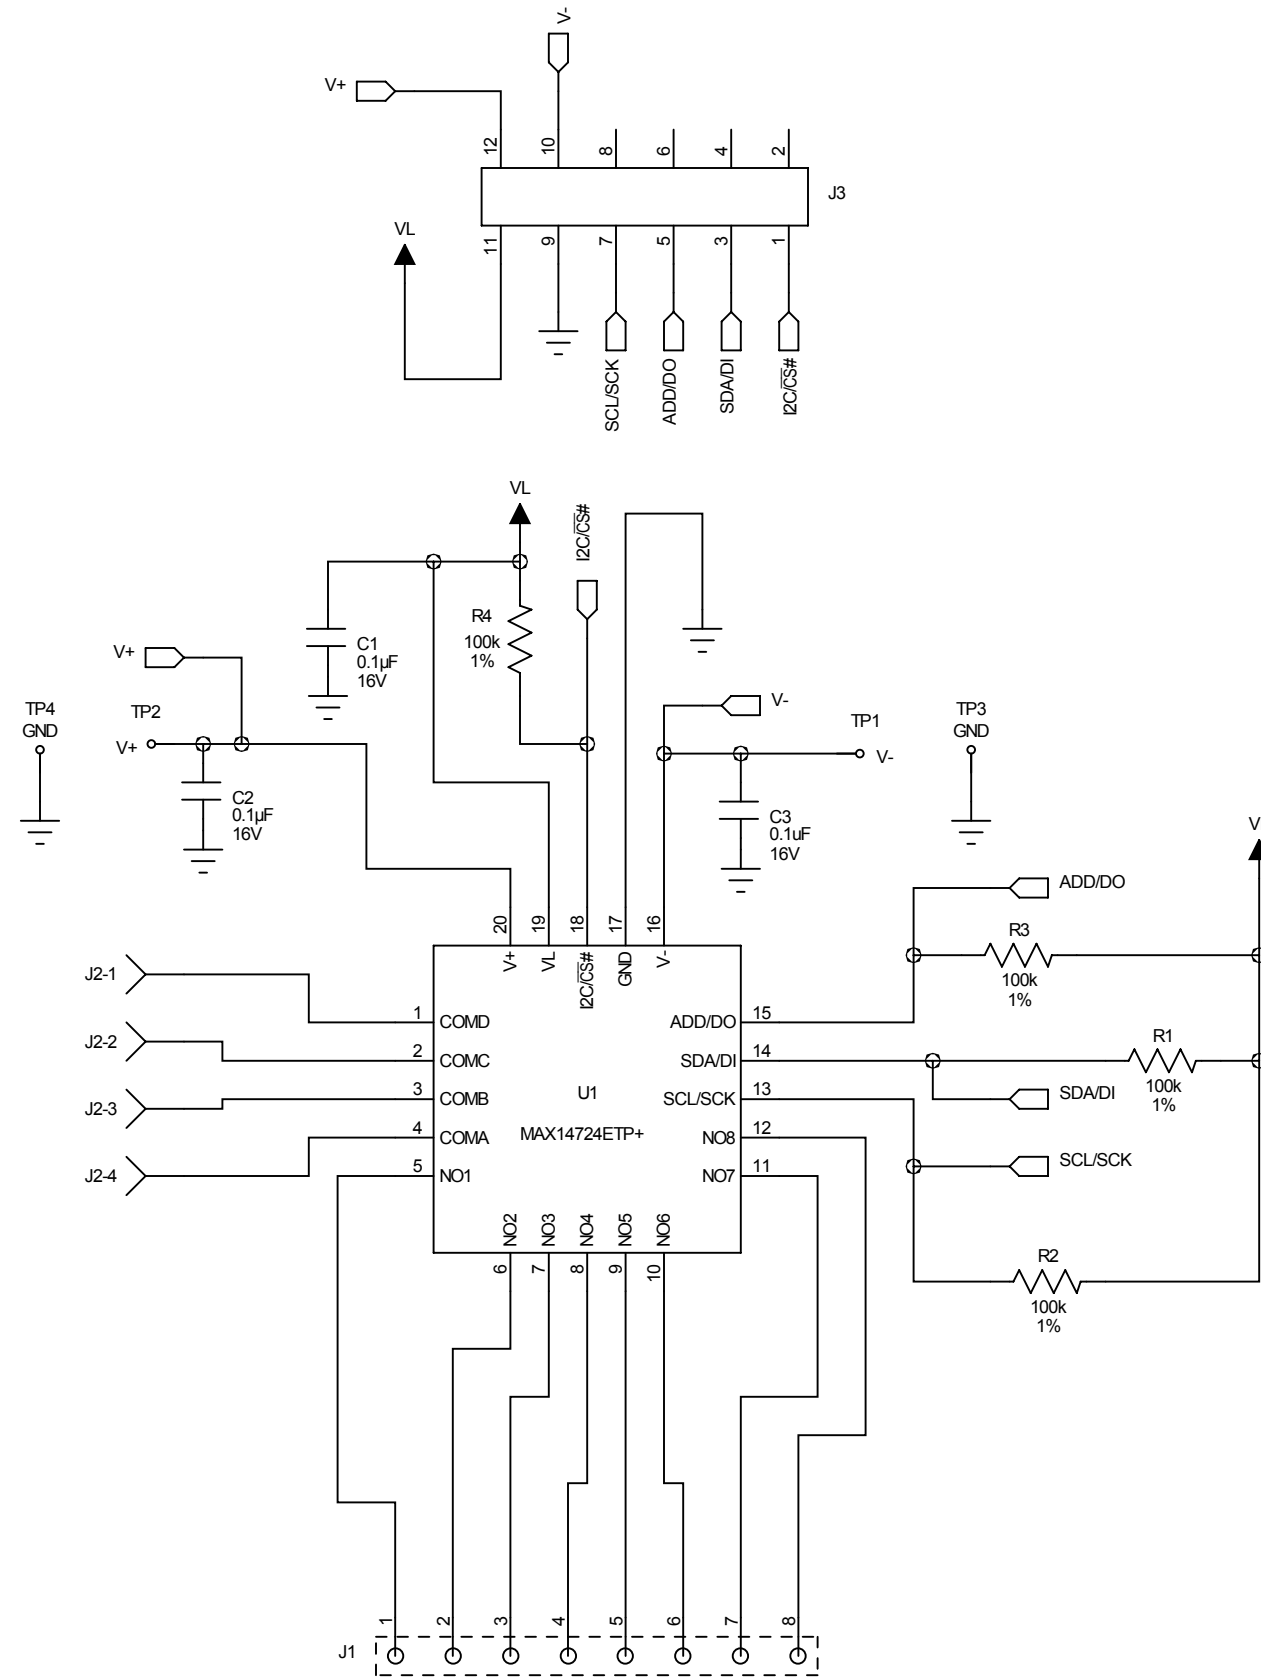 V-
V+
12
10
8
6
4
2
J3
VL
11
9
7
5
3
1
SCL/SCK
ADD/DO
SDA/DI
I2C/CS#
VL
I2C/CS#
R4
100k
1%
C1
0.1µF
16V
V+
V-
TP4
GND
TP2
V+
TP1
V-
TP3
GND
C2
0.1µF
16V
C3
0.1uF
16V
V
ADD/DO
20
19
18
17
16
R3
100k
1%
V+
VL
I2C/CS#
GND
V-
J2-1
1
COMD
ADD/DO
15
J2-2
2
COMC
SDA/DI
14
R1
100k
1%
J2-3
3
COMB
U1
SCL/SCK
13
SDA/DI
4
COMA
MAX14724ETP+
NO8
12
J2-4
5
NO1
NO7
11
SCL/SCK
NO2
NO3
NO4
NO5
NO6
6
7
8
9
10
R2
100k
1%
1
2
3
4
5
6
7
8
J1